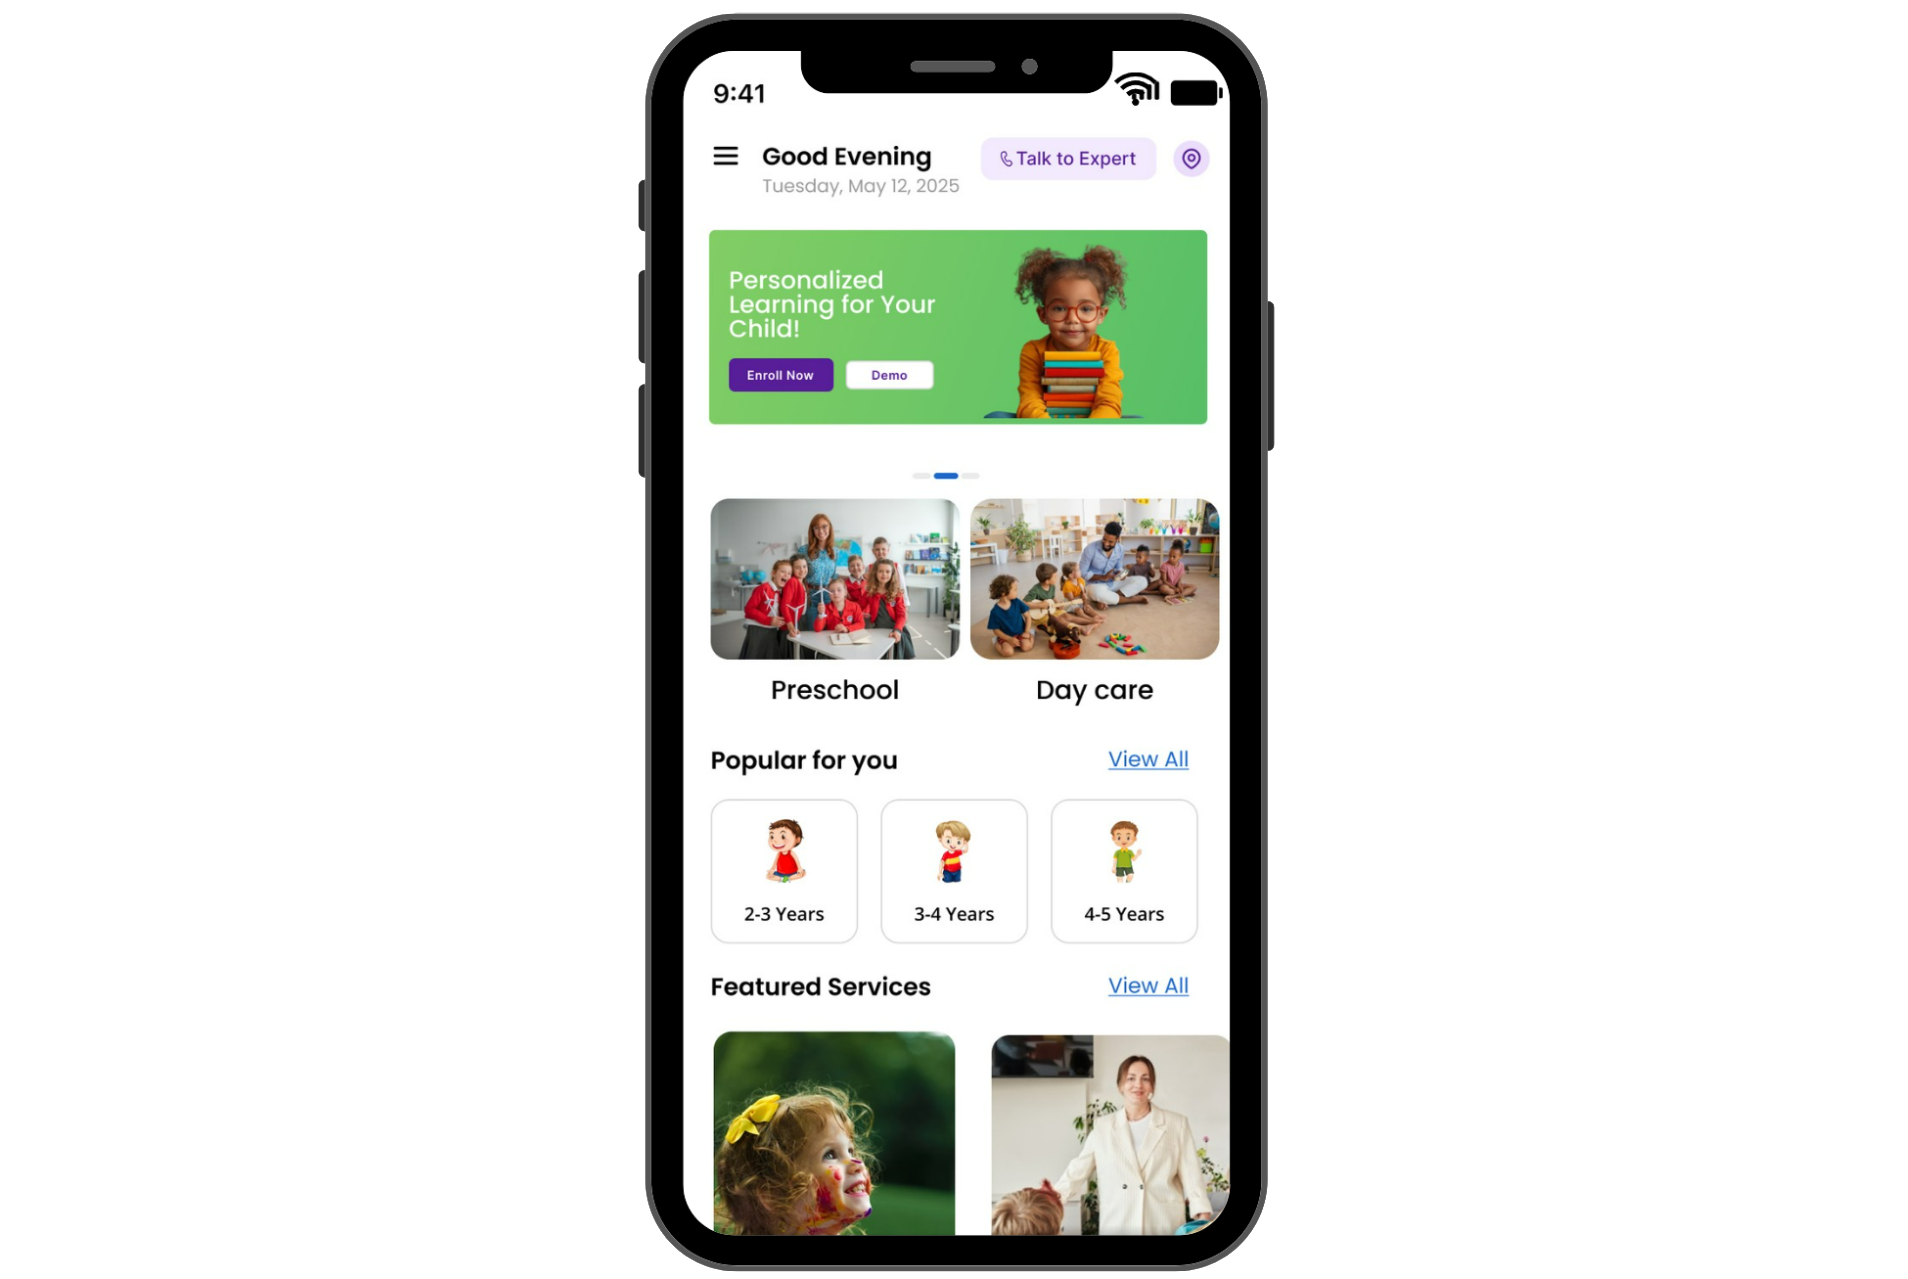 9:41
Good Evening
Talk to Expert
Tuesday, May 12, 2025
Personalized
Learning for Your
Child!
Enroll Now
Demo
Preschool
Day care
Popular for you
View All
2-3 Years
3-4 Years
4-5 Years
Featured Services
View All